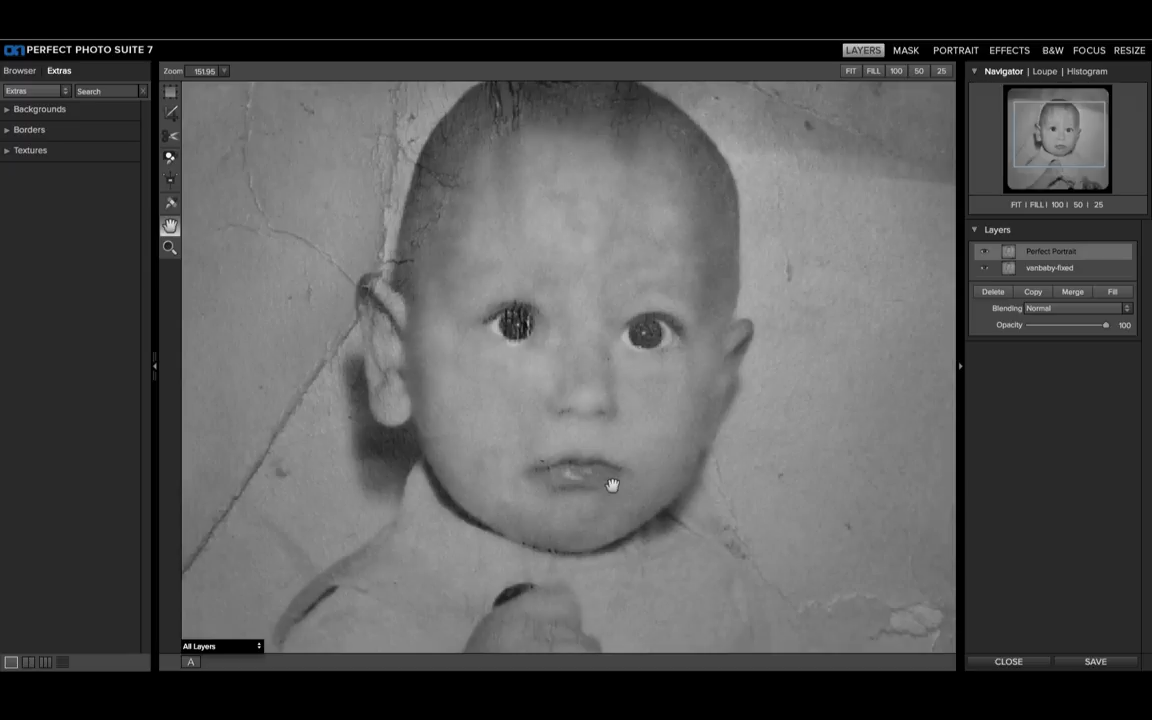 on PERFECT PHOTO SUITE 7
LAYERS MASK PORTRAIT EFFECTS B&W FOCUS RESIZE
Browser Extras
Zoom 151.95
FIT FILL 100 50 25
Navigator | Loupe | Histogram
Extras Search
Backgrounds
Borders
Textures
FIT | FILL | 100 | 50 | 25
Layers
Perfect Portrait
vanbaby-fixed
Delete Copy Merge Fill
Blending Normal
Opacity 100
All Layers
A
CLOSE SAVE